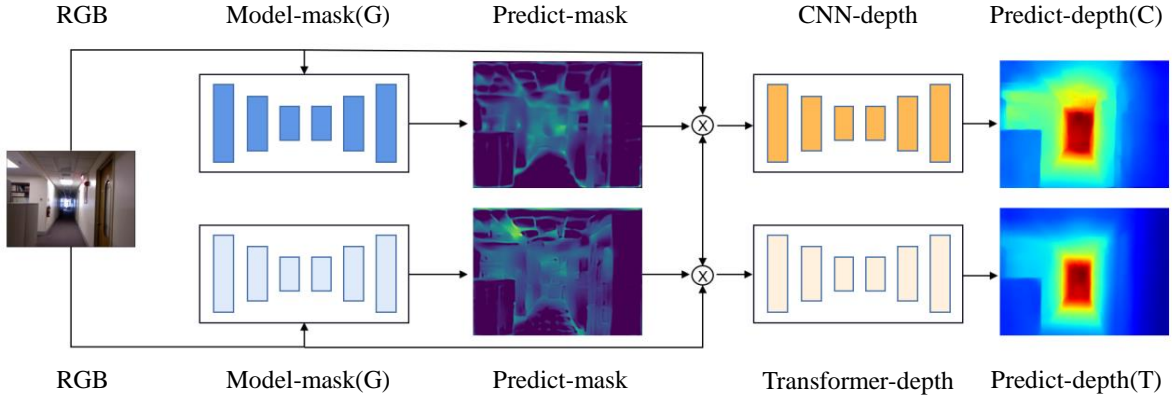 RGB Model-mask(G) Predict-mask CNN-depth Predict-depth(C)
X
X
RGB Model-mask(G) Predict-mask Transformer-depth Predict-depth(T)